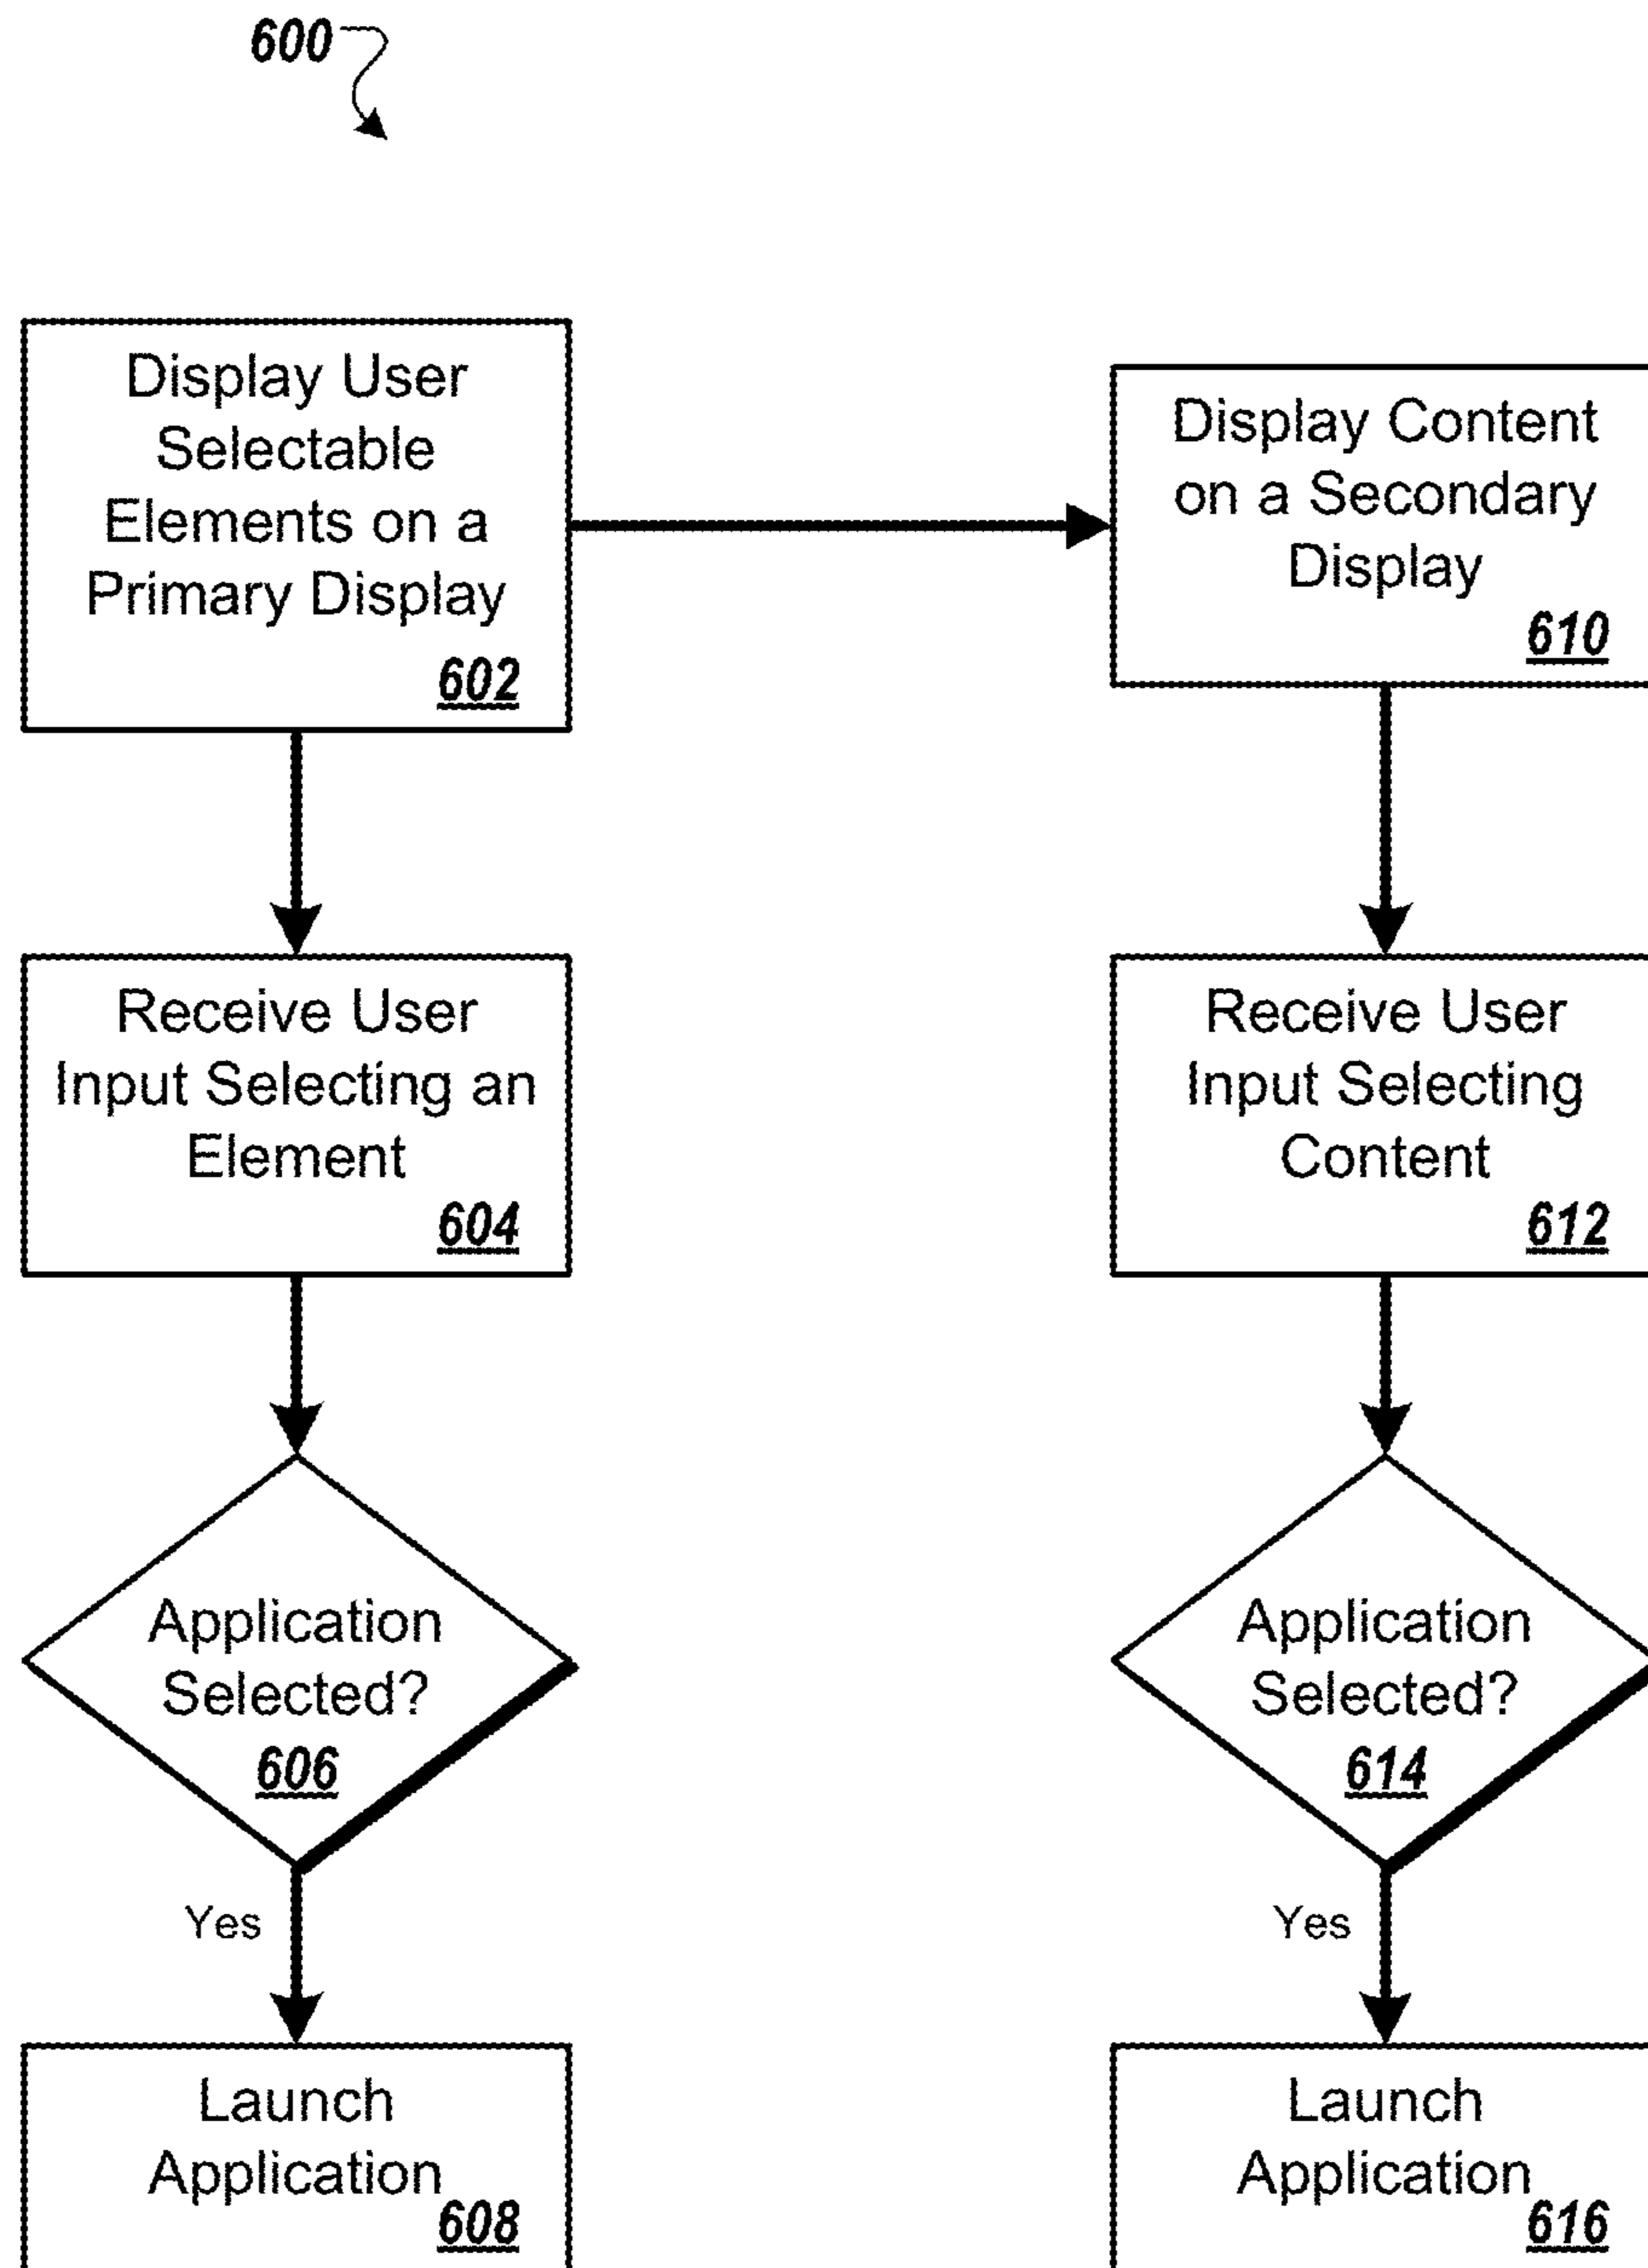 600
Display User
Selectable
Elements on a
Primary Display
602
Display Content
on a Secondary
Display
610
Receive User
Input Selecting an
Element
604
Receive User
Input Selecting
Content
612
Application
Selected?
606
Application
Selected?
614
Yes
Yes
Launch
Application
608
Launch
Application
616